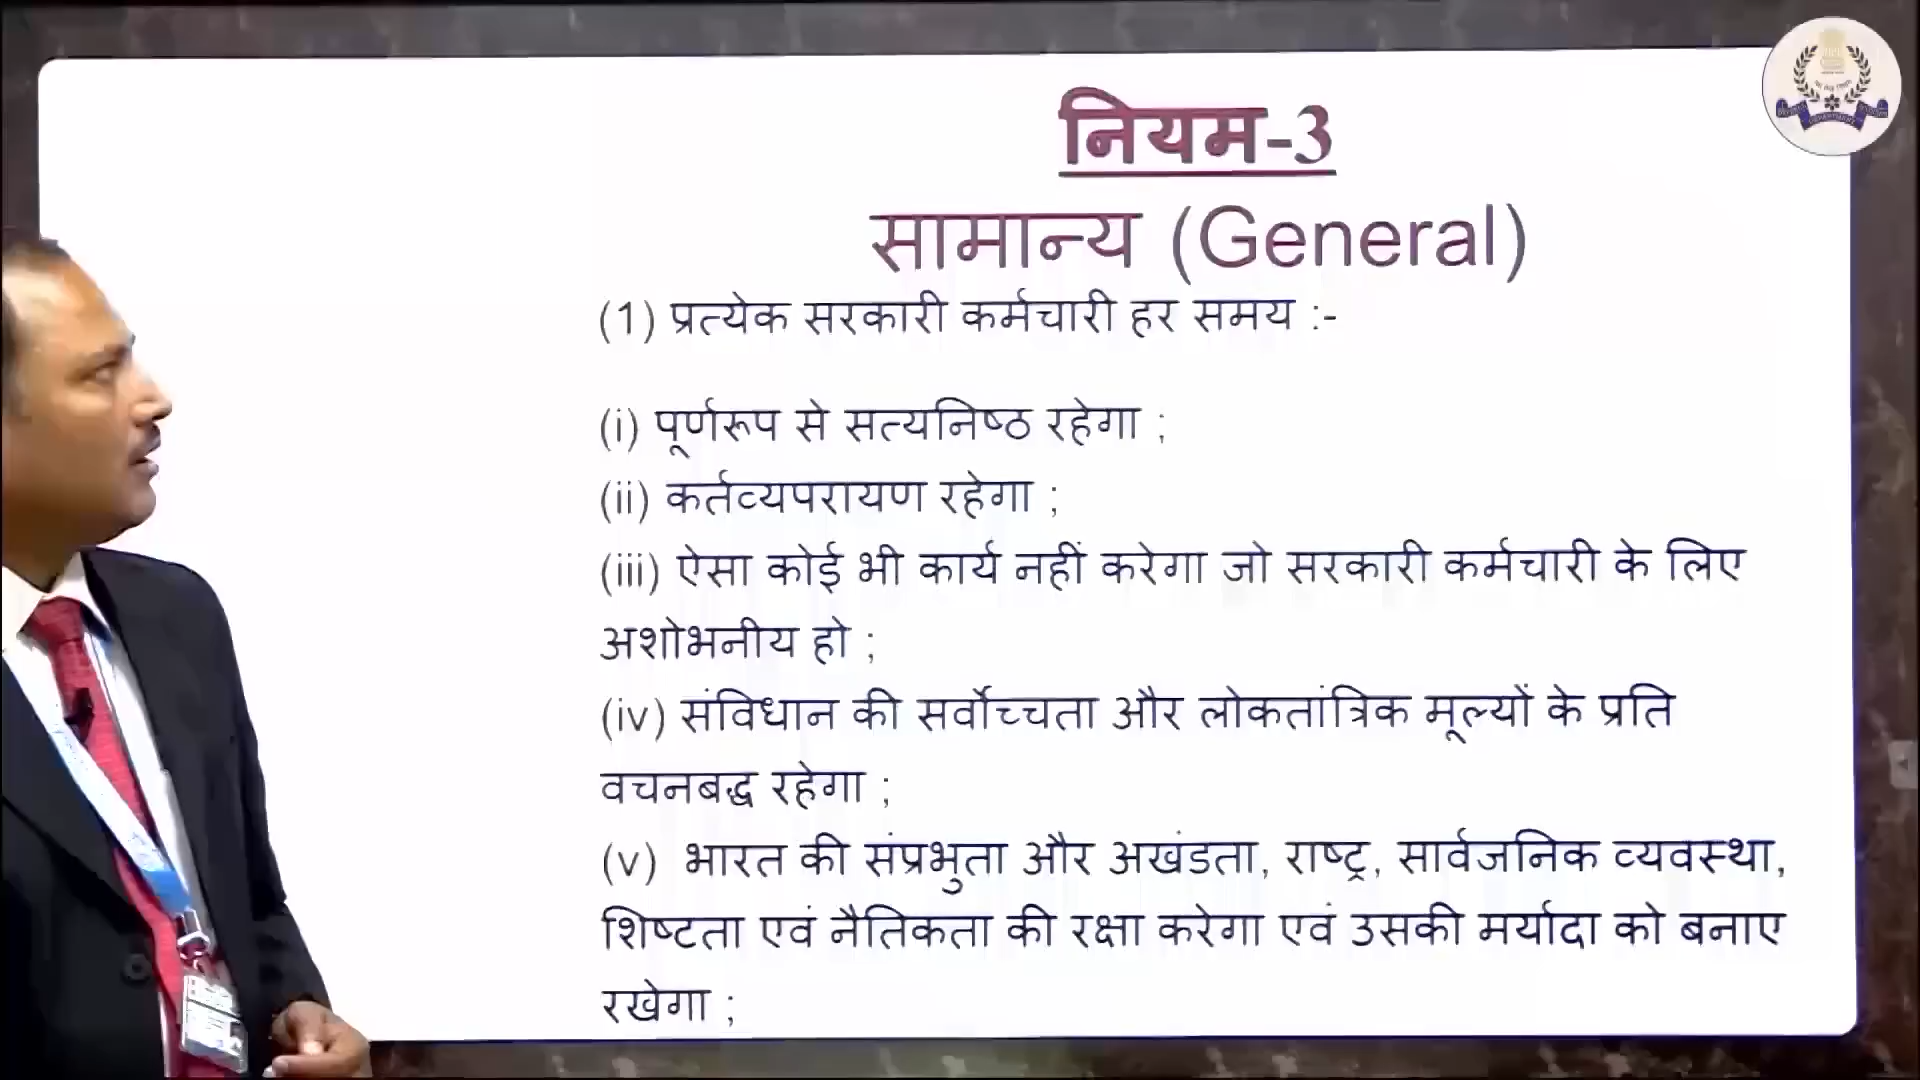 नियम-3
सामान्य (General)
(1) प्रत्येक सरकारी कर्मचारी हर समय :-
(i) पूर्णरूप से सत्यनिष्ठ रहेगा ;
(ii) कर्तव्यपरायण रहेगा ;
(iii) ऐसा कोई भी कार्य नहीं करेगा जो सरकारी कर्मचारी के लिए
अशोभनीय हो ;
(iv) संविधान की सर्वोच्चता और लोकतांत्रिक मूल्यों के प्रति
वचनबद्ध रहेगा ;
(v) भारत की संप्रभुता और अखंडता, राष्ट्र, सार्वजनिक व्यवस्था,
शिष्टता एवं नैतिकता की रक्षा करेगा एवं उसकी मर्यादा को बनाए
रखेगा ;